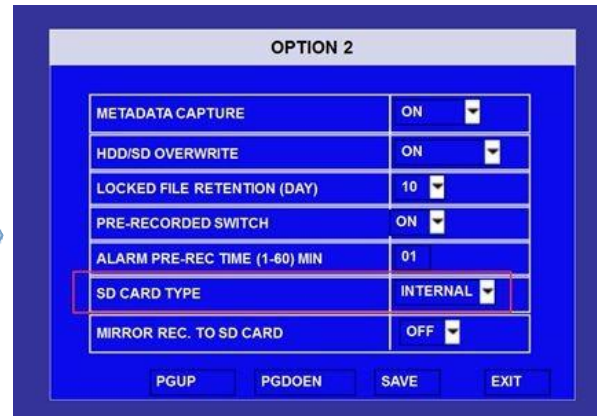 OPTION 2
METADATA CAPTURE ON
HDD/SD OVERWRITE ON
LOCKED FILE RETENTION (DAY) 10
PRE-RECORDED SWITCH ON
ALARM PRE-REC TIME (1-60) MIN 01
SD CARD TYPE INTERNAL
MIRROR REC. TO SD CARD OFF
PGUP PGDOEN SAVE EXIT